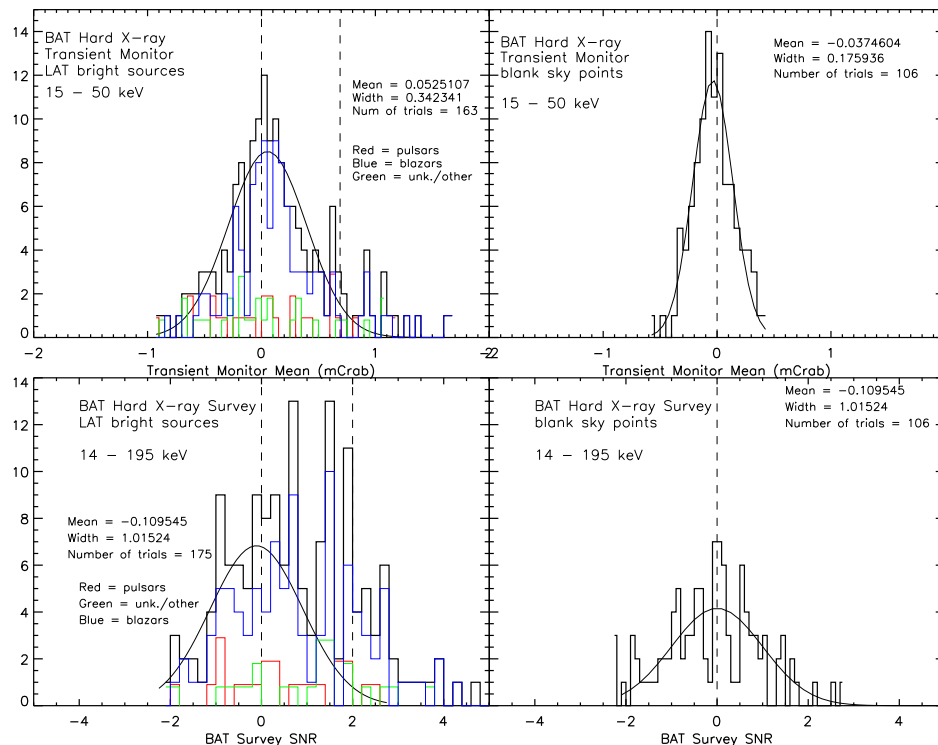 14
12
10
8
6
4
2
0
BAT Hard X-ray
Transient Monitor
LAT bright sources
15 - 50 keV
Mean = 0.0525107
Width = 0.342341
Num of trials = 163
Red = pulsars
Blue = blazars
Green = unk./other
-2
-1
0
1
Transient Monitor Mean (mCrab)
BAT Hard X-ray
Transient Monitor
blank sky points
15 - 50 keV
Mean = -0.0374604
Width = 0.175936
Number of trials = 106
-2
-1
0
1
Transient Monitor Mean (mCrab)
14
12
10
8
6
4
2
0
BAT Hard X-ray Survey
LAT bright sources
14 - 195 keV
Mean = -0.109545
Width = 1.01524
Number of trials = 175
Red = pulsars
Green = unk./other
Blue = blazars
-4
-2
0
2
4
BAT Survey SNR
BAT Hard X-ray Survey
blank sky points
14 - 195 keV
Mean = -0.109545
Width = 1.01524
Number of trials = 106
-2
0
2
4
BAT Survey SNR